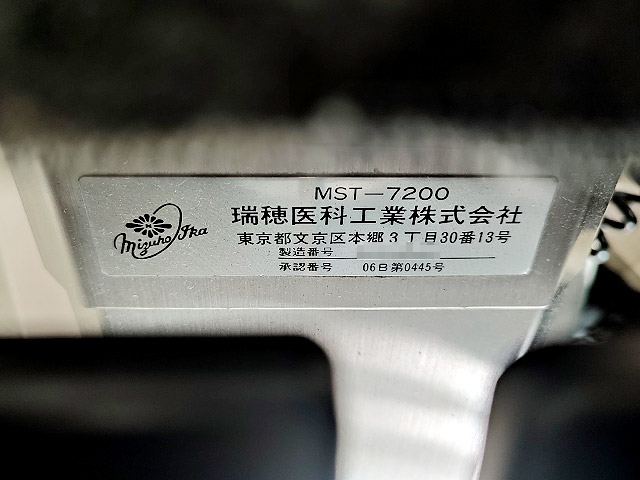 MST-7200
瑞穂医科工業株式会社
Mizuho Ika
東京都文京区本郷3丁目30番13号
製造番号
承認番号 06B第0445号